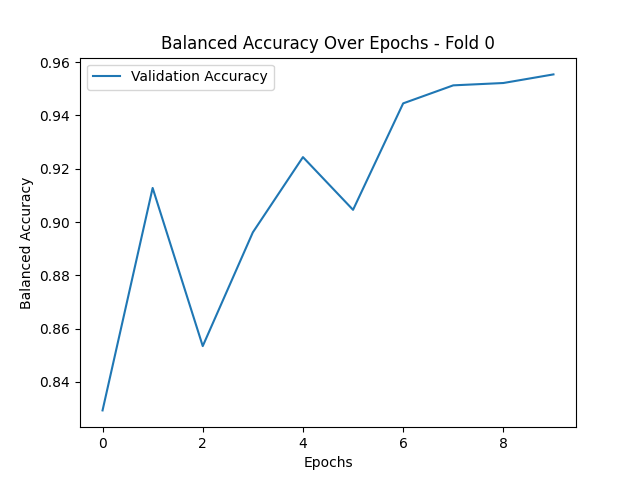 Balanced Accuracy Over Epochs - Fold 0
Validation Accuracy
Balanced Accuracy
0.96
0.94
0.92
0.90
0.88
0.86
0.84
0 2 4 6 8
Epochs